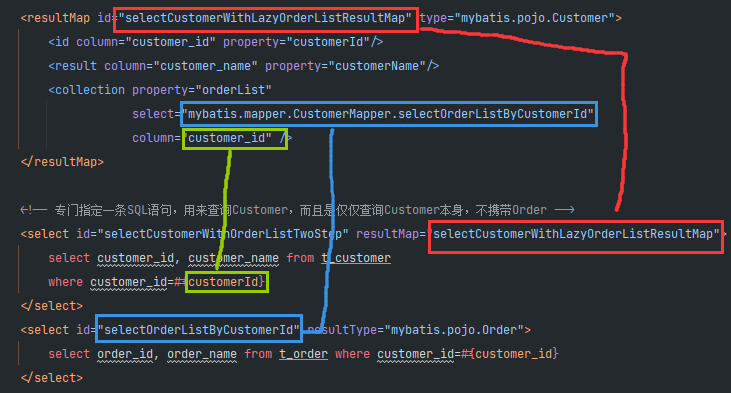 <resultMap id="selectCustomerWithLazyOrderListResultMap" type="mybatis.pojo.Customer">
<id column="customer_id" property="customerId"/>
<result column="customer_name" property="customerName"/>
<collection property="orderList"
select="mybatis.mapper.CustomerMapper.selectOrderListByCustomerId"
column="customer_id" />
</resultMap>
<!-- 专门指定一条SQL语句,用来查询Customer,而且是仅仅查询Customer本身,不携带Order -->
<select id="selectCustomerWithOrderListTwoStep" resultMap="selectCustomerWithLazyOrderListResultMap">
select customer_id, customer_name from t_customer
where customer_id=#{customerId}
</select>
<select id="selectOrderListByCustomerId" resultType="mybatis.pojo.Order">
select order_id, order_name from t_order where customer_id=#{customer_id}
</select>